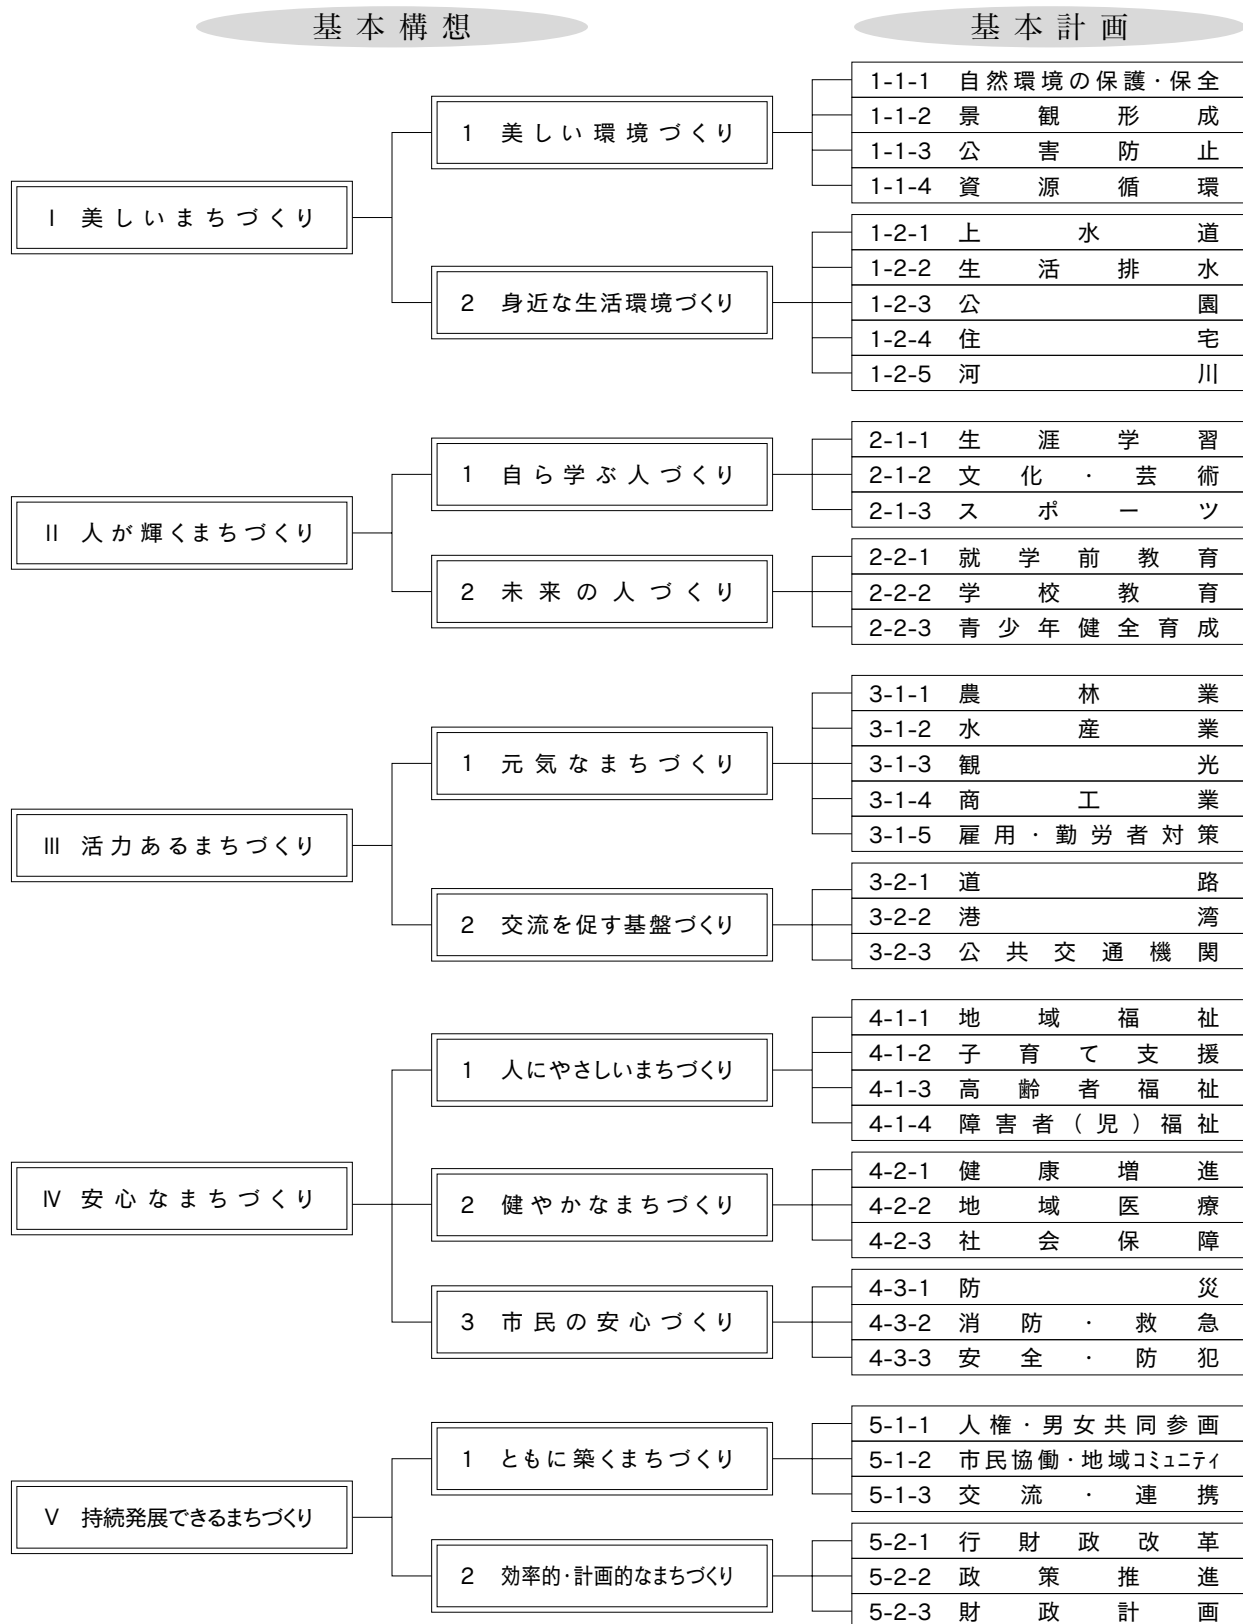 基本構想
基本計画
Ⅰ 美しいまちづくり
1 美しい環境づくり
1-1-1 自然環境の保護・保全
1-1-2 景観形成
1-1-3 公害防止
1-1-4 資源循環
2 身近な生活環境づくり
1-2-1 上水道
1-2-2 生活排水
1-2-3 公園
1-2-4 住宅
1-2-5 河川
Ⅱ 人が輝くまちづくり
1 自ら学ぶ人づくり
2-1-1 生涯学習
2-1-2 文化・芸術
2-1-3 スポーツ
2 未来の人づくり
2-2-1 就学前教育
2-2-2 学校教育
2-2-3 青少年健全育成
Ⅲ 活力あるまちづくり
1 元気なまちづくり
3-1-1 農林業
3-1-2 水産業
3-1-3 観光
3-1-4 商工業
3-1-5 雇用・勤労者対策
2 交流を促す基盤づくり
3-2-1 道路
3-2-2 港湾
3-2-3 公共交通機関
Ⅳ 安心なまちづくり
1 人にやさしいまちづくり
4-1-1 地域福祉
4-1-2 子育て支援
4-1-3 高齢者福祉
4-1-4 障害者(児)福祉
2 健やかなまちづくり
4-2-1 健康増進
4-2-2 地域医療
4-2-3 社会保障
3 市民の安心づくり
4-3-1 防災
4-3-2 消防・救急
4-3-3 安全・防犯
Ⅴ 持続発展できるまちづくり
1 ともに築くまちづくり
5-1-1 人権・男女共同参画
5-1-2 市民協働・地域コミュニティ
5-1-3 交流・連携
2 効率的・計画的なまちづくり
5-2-1 行財政改革
5-2-2 政策推進
5-2-3 財政計画